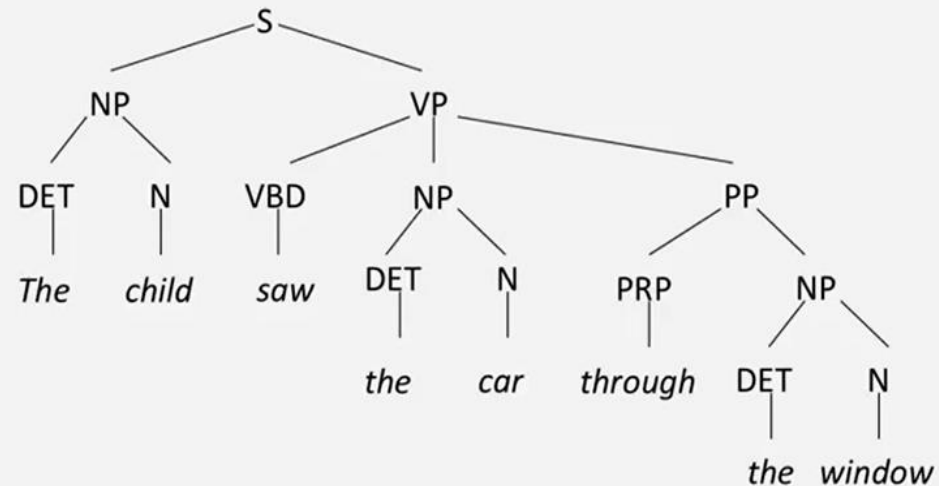 S
NP VP
DET N VBD NP PP
The child saw DET N PRP NP
the car through DET N
the window